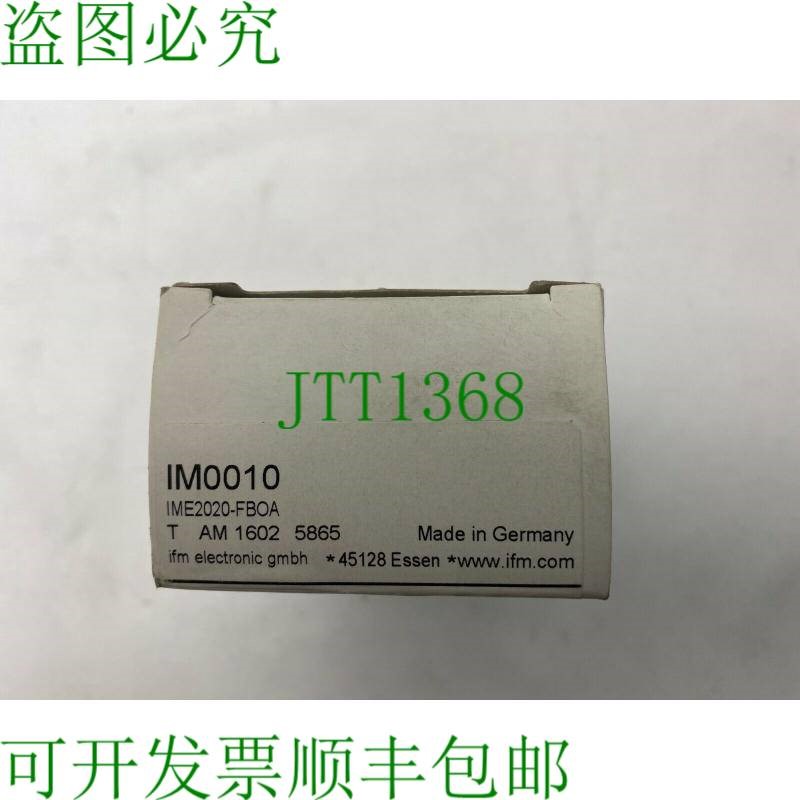 盗图必究
JTT1368
IM0010
IME2020-FBOA
T AM 1602 5865 Made in Germany
ifm electronic gmbh *45128 Essen *www.ifm.com
可开发票顺丰包邮